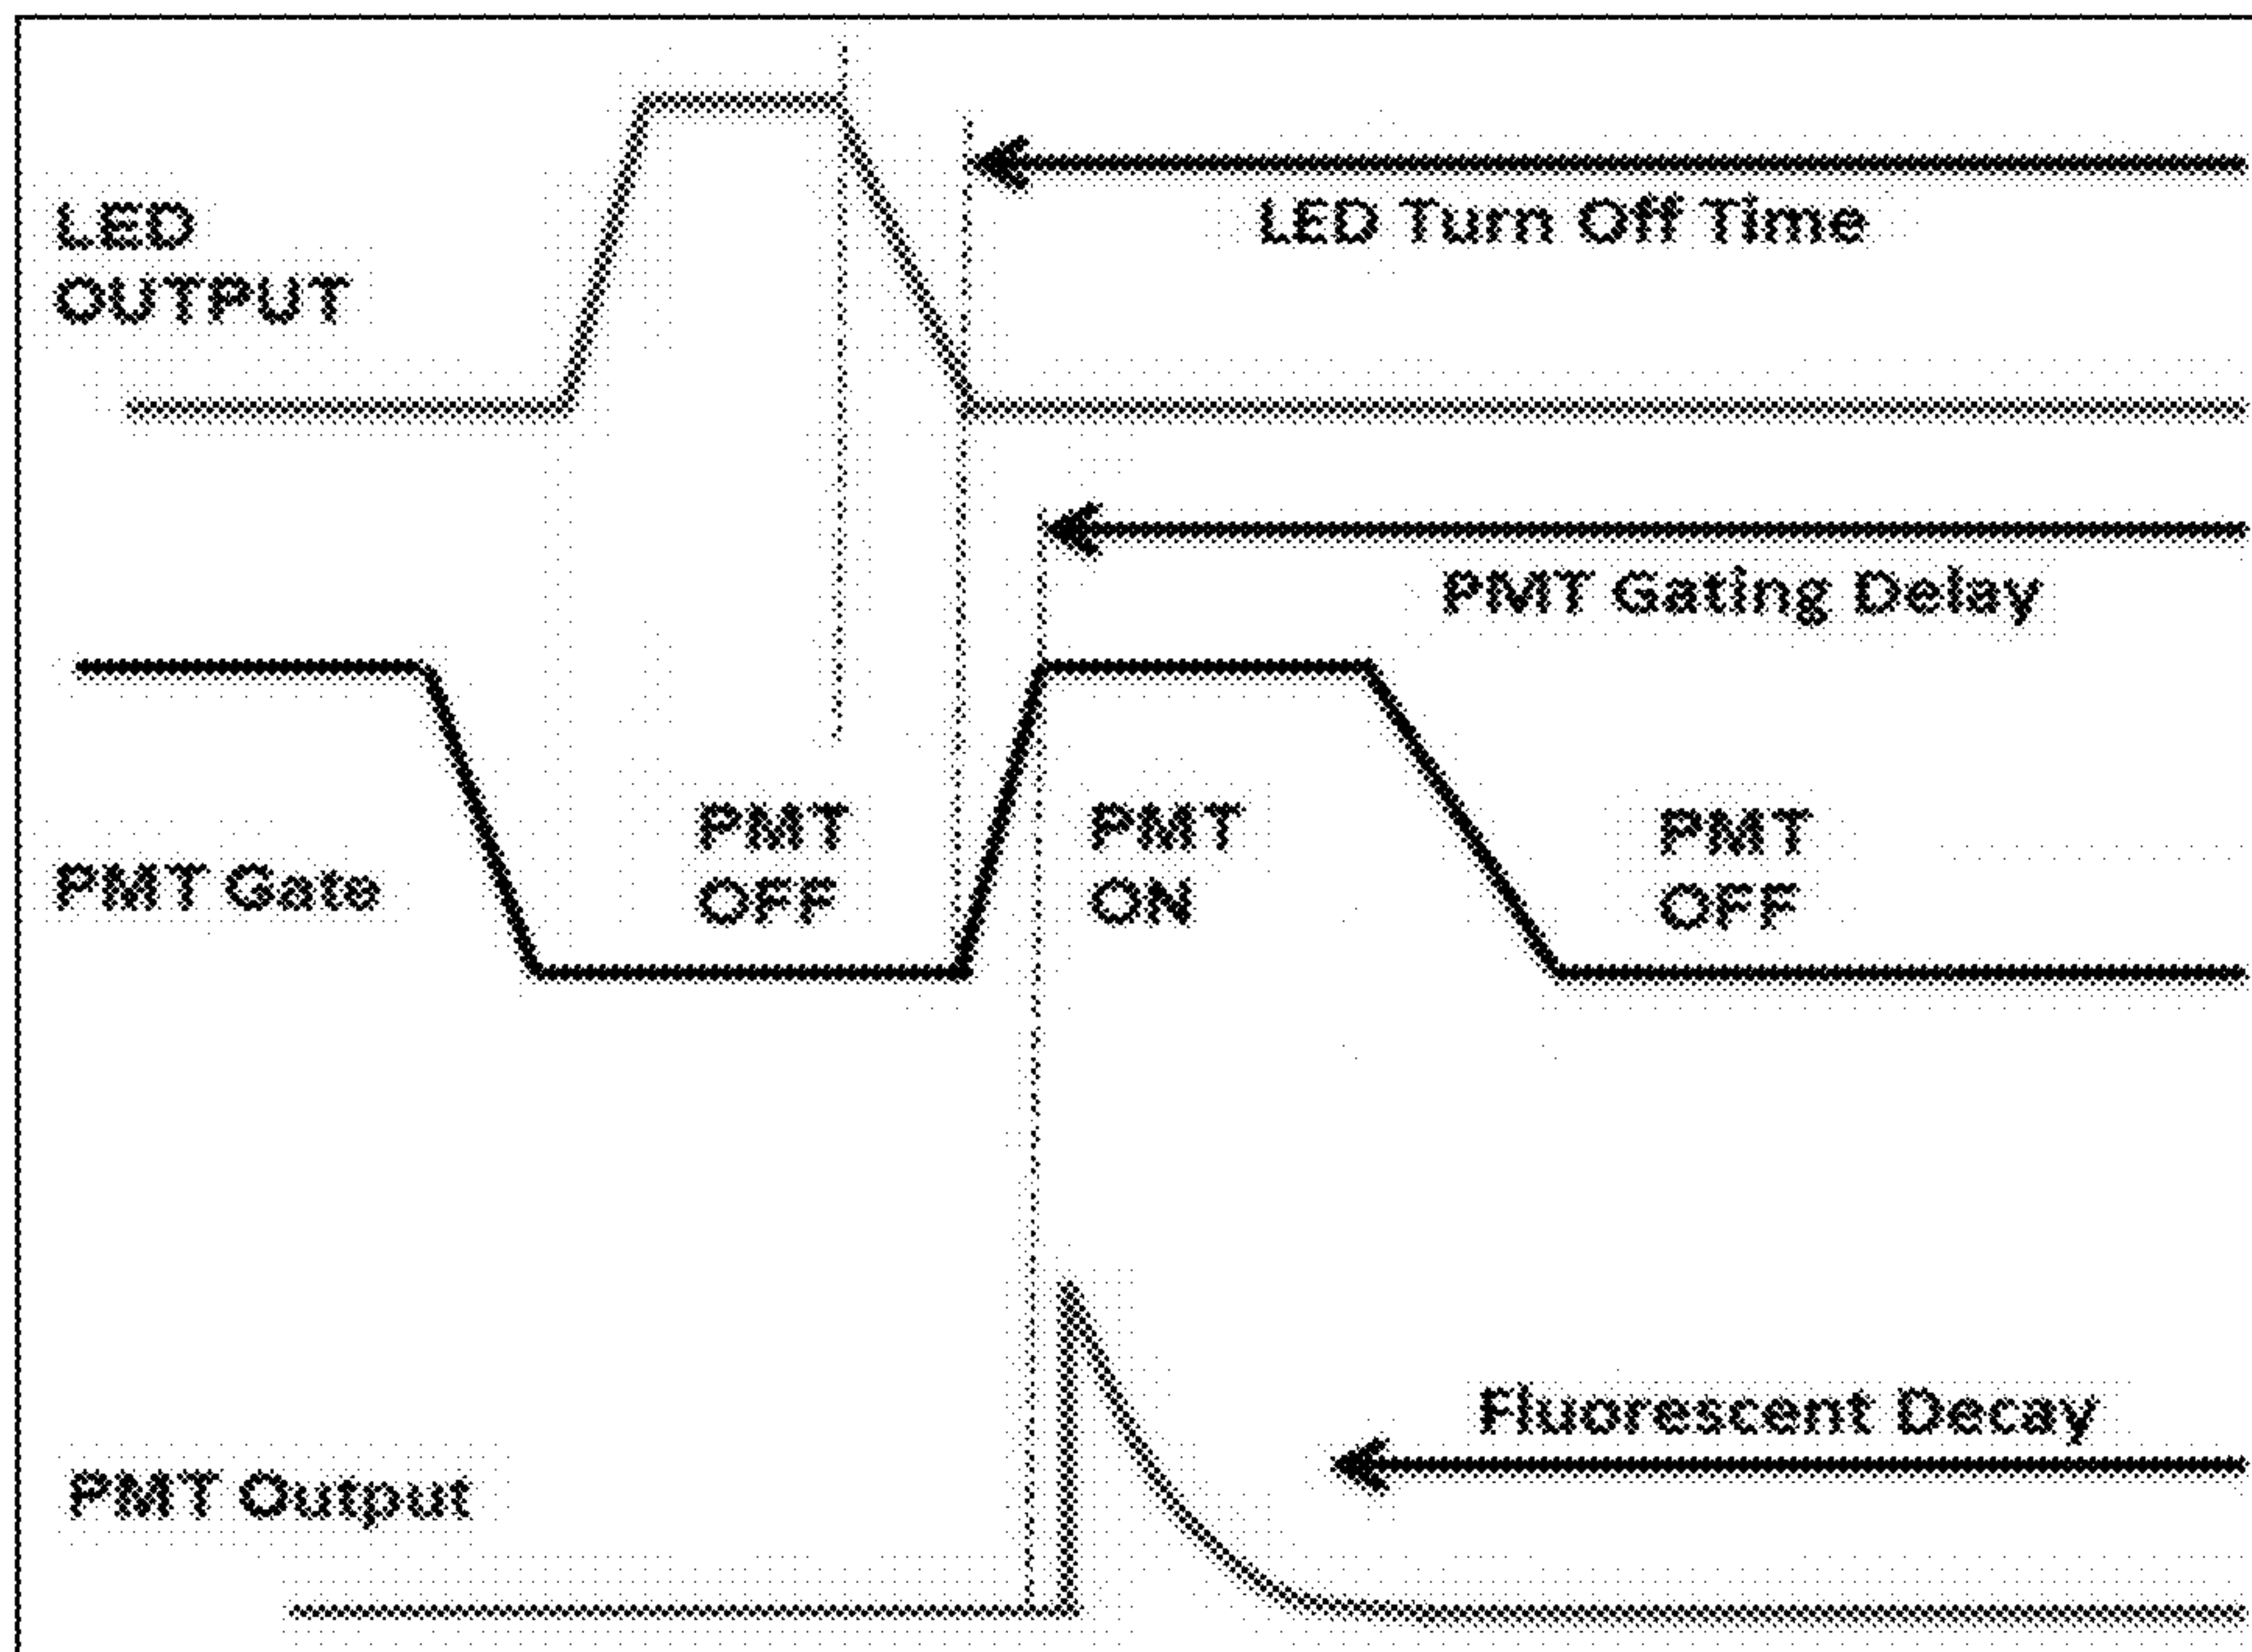 LED
OUTPUT
LED Turn Off Time
PMT Gating Delay
PMT Gate
PMT
OFF
PMT
ON
PMT
OFF
Fluorescent Decay
PMT Output